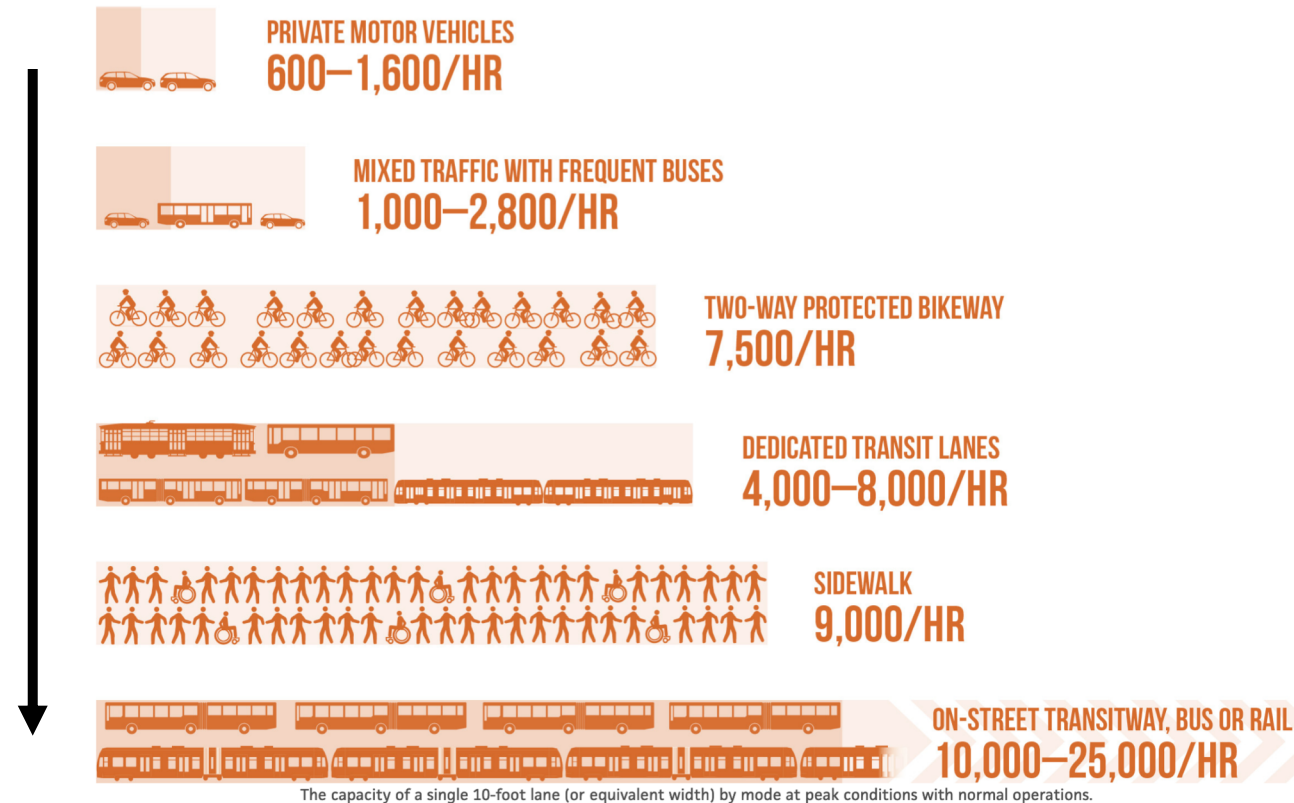 PRIVATE MOTOR VEHICLES
600–1,600/HR
MIXED TRAFFIC WITH FREQUENT BUSES
1,000–2,800/HR
TWO-WAY PROTECTED BIKEWAY
7,500/HR
DEDICATED TRANSIT LANES
4,000–8,000/HR
SIDEWALK
9,000/HR
ON-STREET TRANSITWAY, BUS OR RAIL
10,000–25,000/HR
The capacity of a single 10-foot lane (or equivalent width) by mode at peak conditions with normal operations.